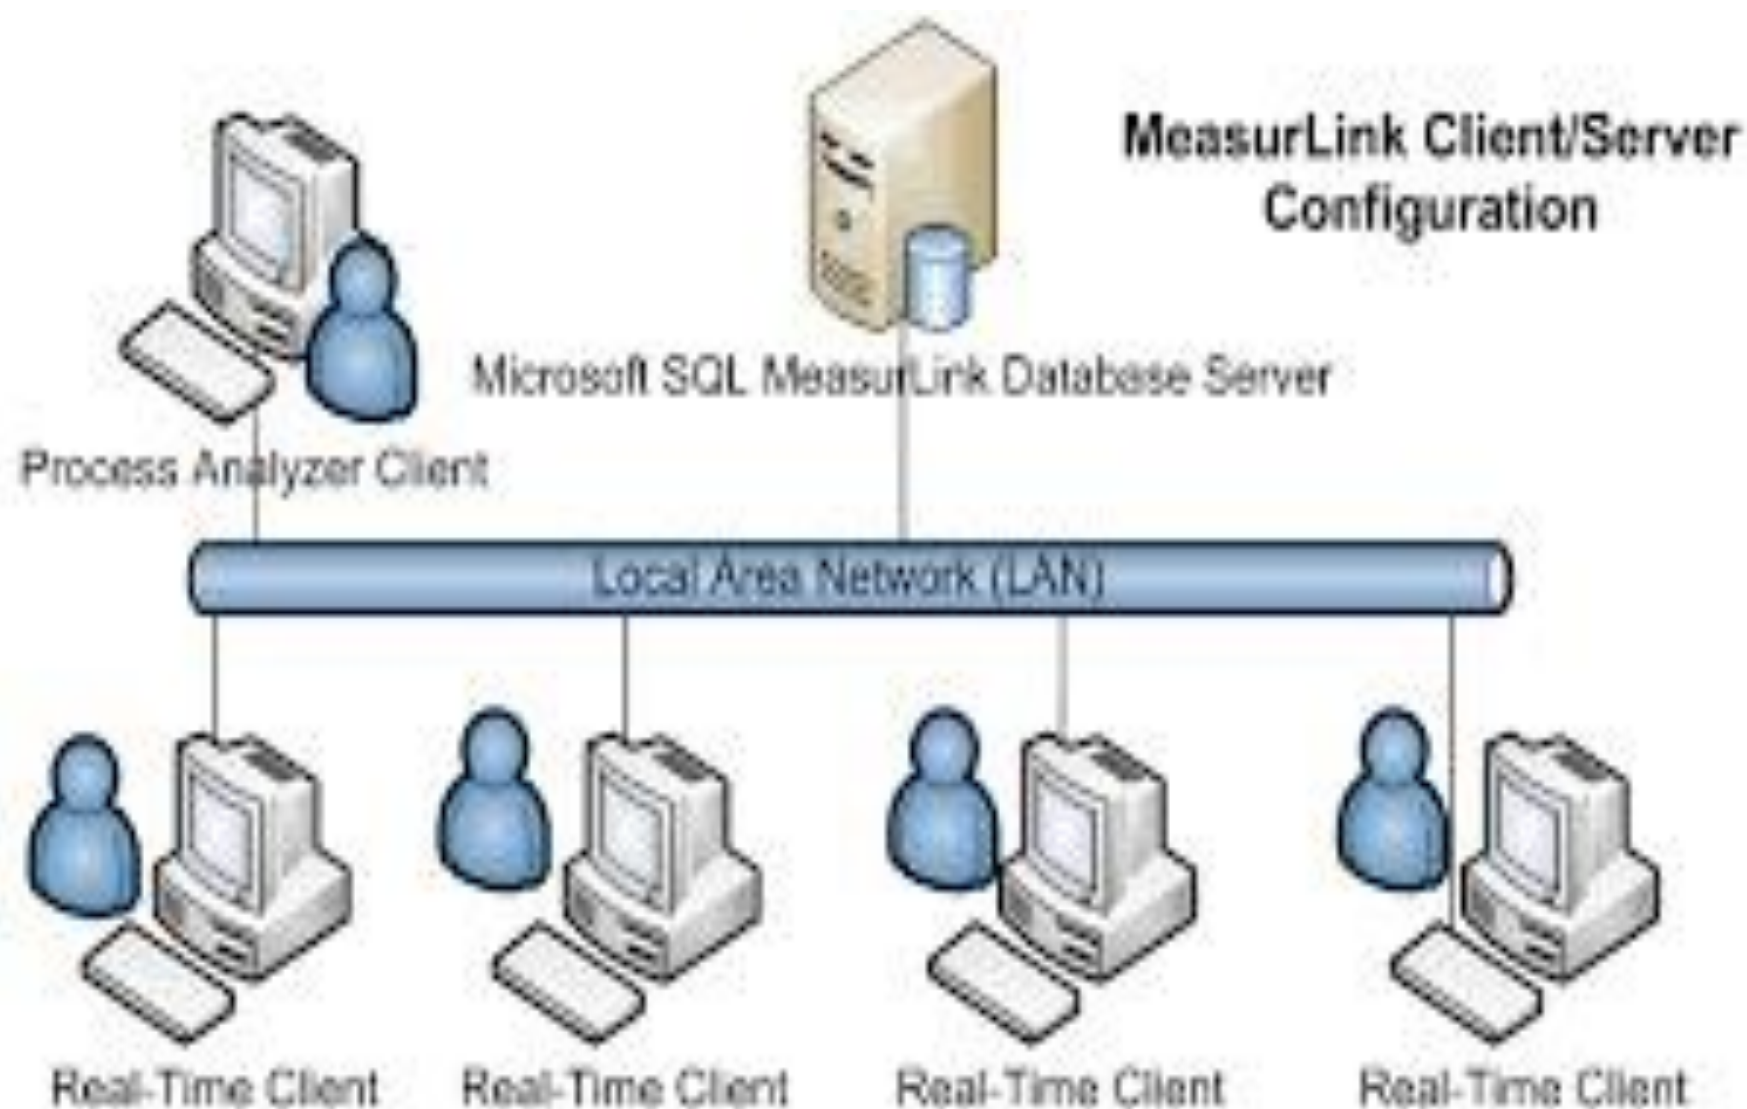 MeasurLink Client/Server
Configuration
Microsoft SQL MeasurLink Database Server
Process Analyzer Client
Local Area Network (LAN)
Real-Time Client
Real-Time Client
Real-Time Client
Real-Time Client